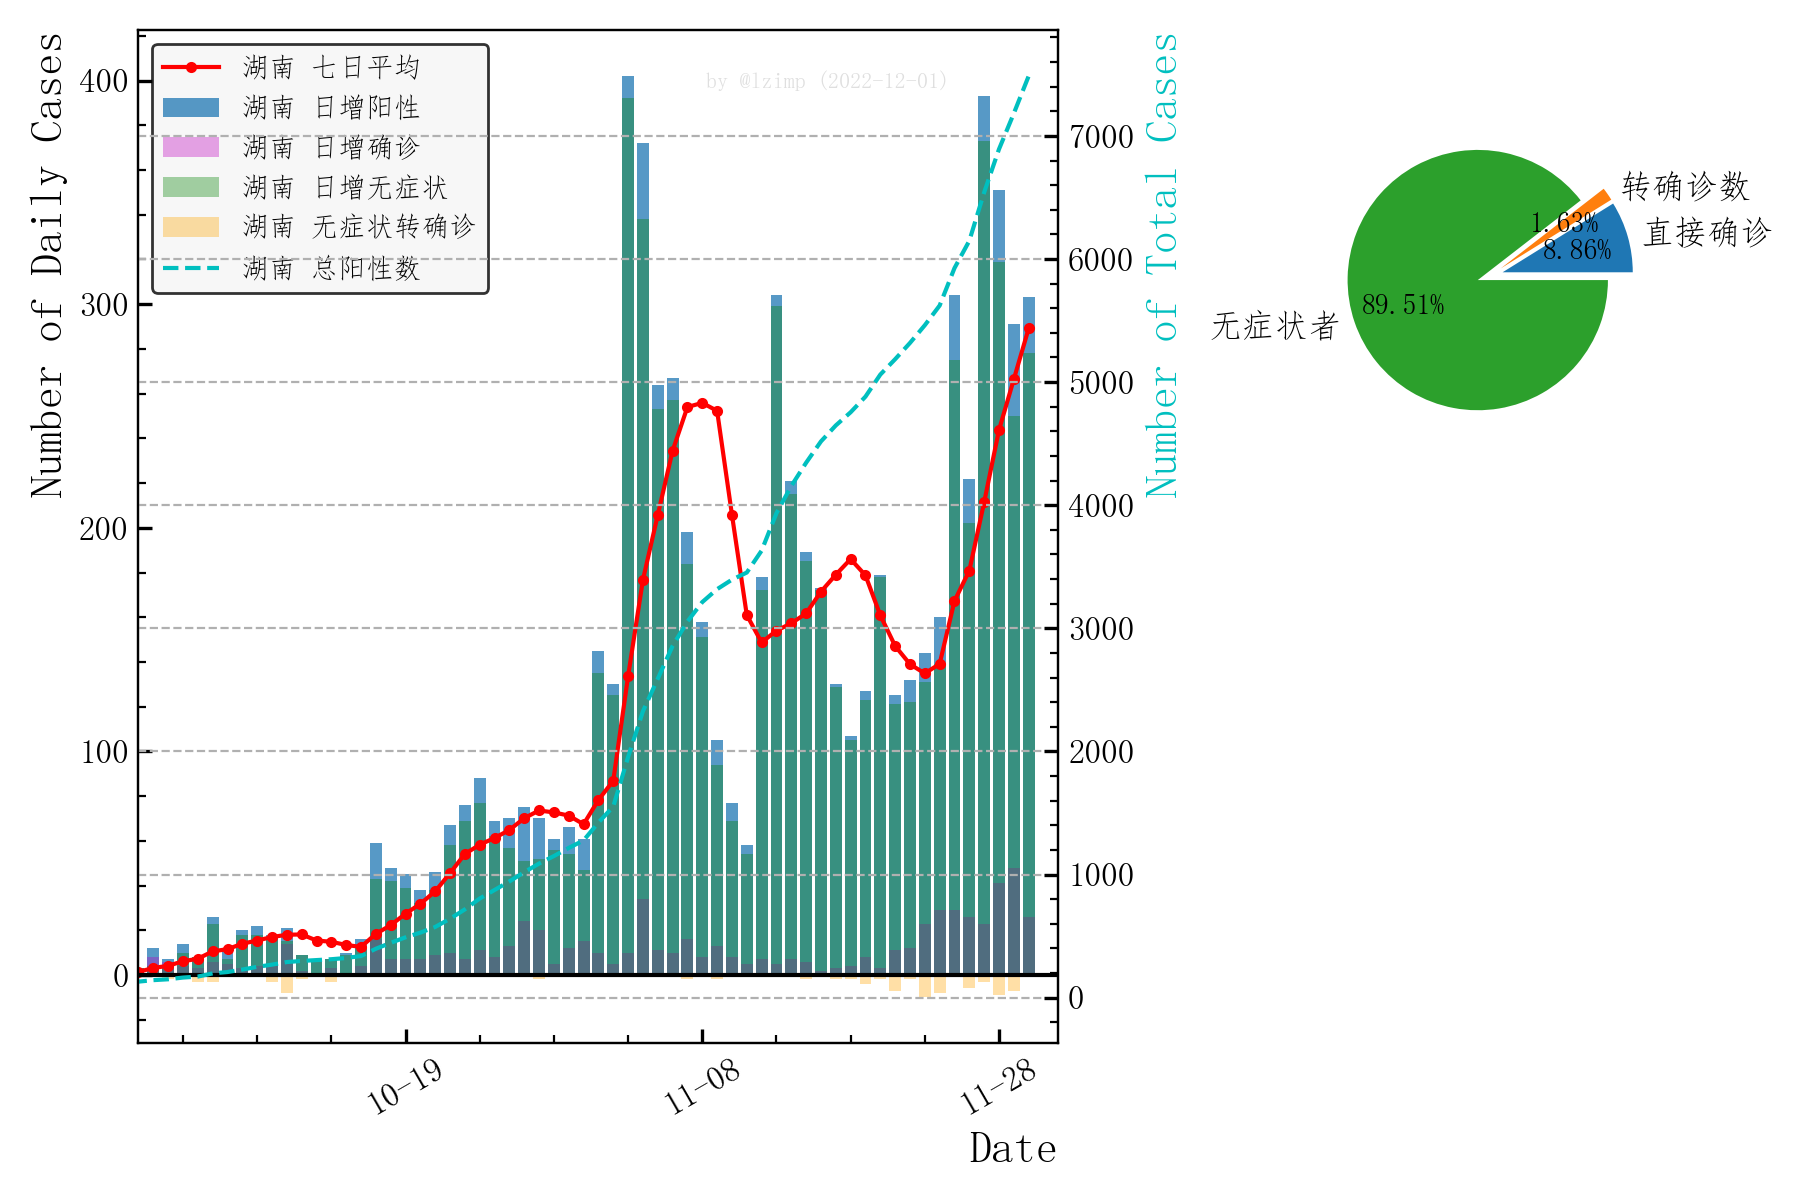 Number of Daily Cases
400
300
200
100
0
湖南 七日平均
湖南 日增阳性
湖南 日增确诊
湖南 日增无症状
湖南 无症状转确诊
湖南 总阳性数
by @lzimp (2022-12-01)
7000
6000
5000
4000
3000
2000
1000
0
Number of Total Cases
10-19
11-08
11-28
Date
转确诊数
1.63%
直接确诊
8.86%
89.51%
无症状者